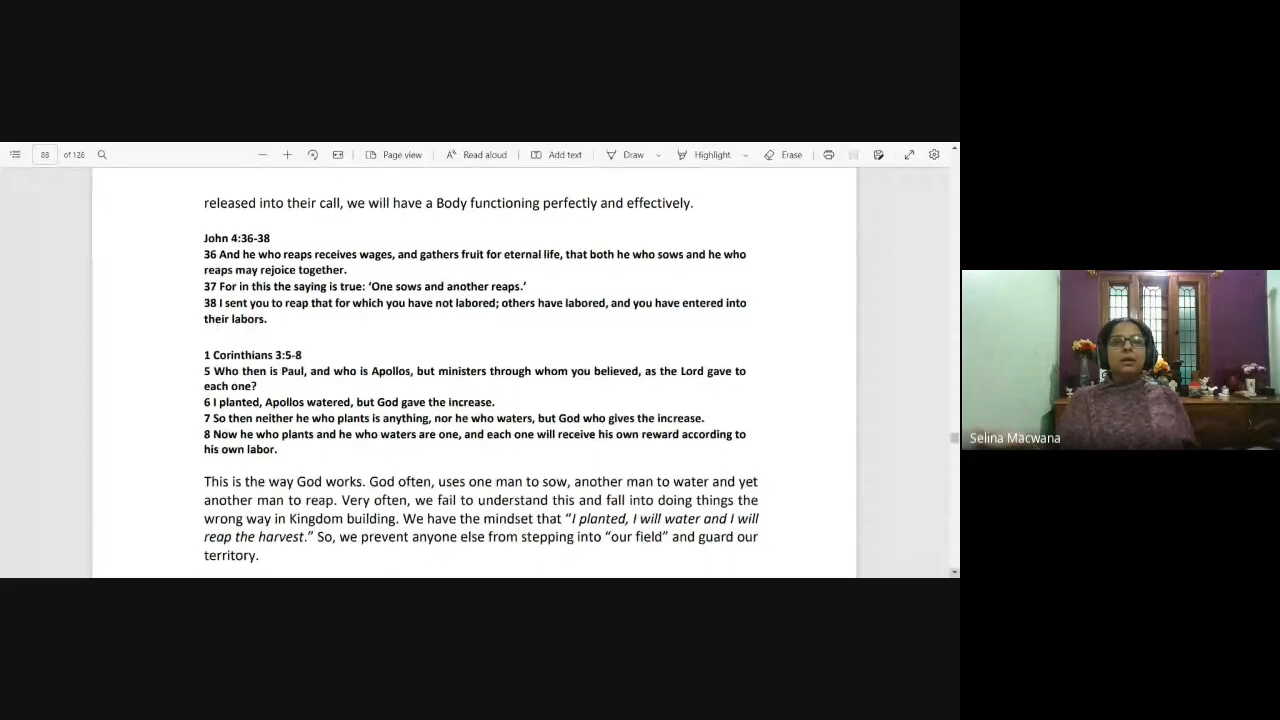 88 of 126 Page view Read aloud Add text Draw Highlight Erase
released into their call, we will have a Body functioning perfectly and effectively.
John 4:36-38
36 And he who reaps receives wages, and gathers fruit for eternal life, that both he who sows and he who
reaps may rejoice together.
37 For in this the saying is true: ‘One sows and another reaps.’
38 I sent you to reap that for which you have not labored; others have labored, and you have entered into
their labors.
1 Corinthians 3:5-8
5 Who then is Paul, and who is Apollos, but ministers through whom you believed, as the Lord gave to
each one?
6 I planted, Apollos watered, but God gave the increase.
7 So then neither he who plants is anything, nor he who waters, but God who gives the increase.
8 Now he who plants and he who waters are one, and each one will receive his own reward according to
his own labor.
This is the way God works. God often, uses one man to sow, another man to water and yet
another man to reap. Very often, we fail to understand this and fall into doing things the
wrong way in Kingdom building. We have the mindset that “I planted, I will water and I will
reap the harvest.” So, we prevent anyone else from stepping into “our field” and guard our
territory.
Selina Macwana